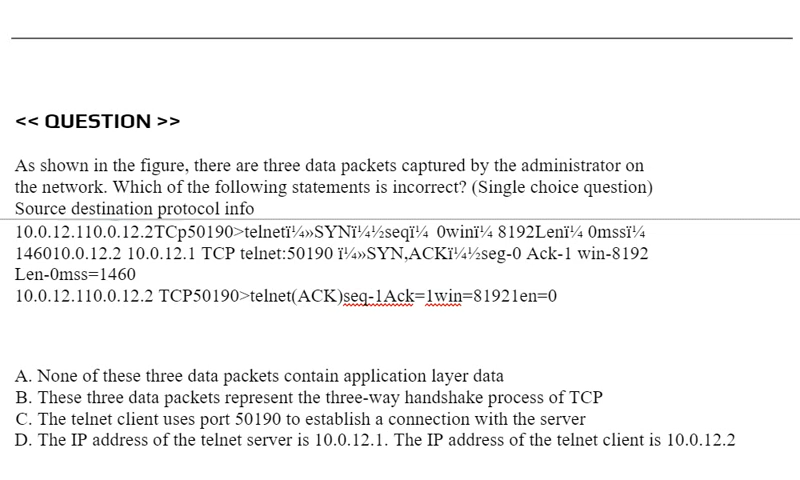 << QUESTION >>
As shown in the figure, there are three data packets captured by the administrator on
the network. Which of the following statements is incorrect? (Single choice question)
Source destination protocol info
10.0.12.110.0.12.2TCp50190>telnetï¼»SYNï¼½seqï¼ 0winï¼ 8192Lenï¼ 0mssï¼
146010.0.12.2 10.0.12.1 TCP telnet:50190 ï¼»SYN,ACKï¼½seg-0 Ack-1 win-8192
Len-0mss=1460
10.0.12.110.0.12.2 TCP50190>telnet(ACK)seq-1Ack=1win=8192len=0
A. None of these three data packets contain application layer data
B. These three data packets represent the three-way handshake process of TCP
C. The telnet client uses port 50190 to establish a connection with the server
D. The IP address of the telnet server is 10.0.12.1. The IP address of the telnet client is 10.0.12.2